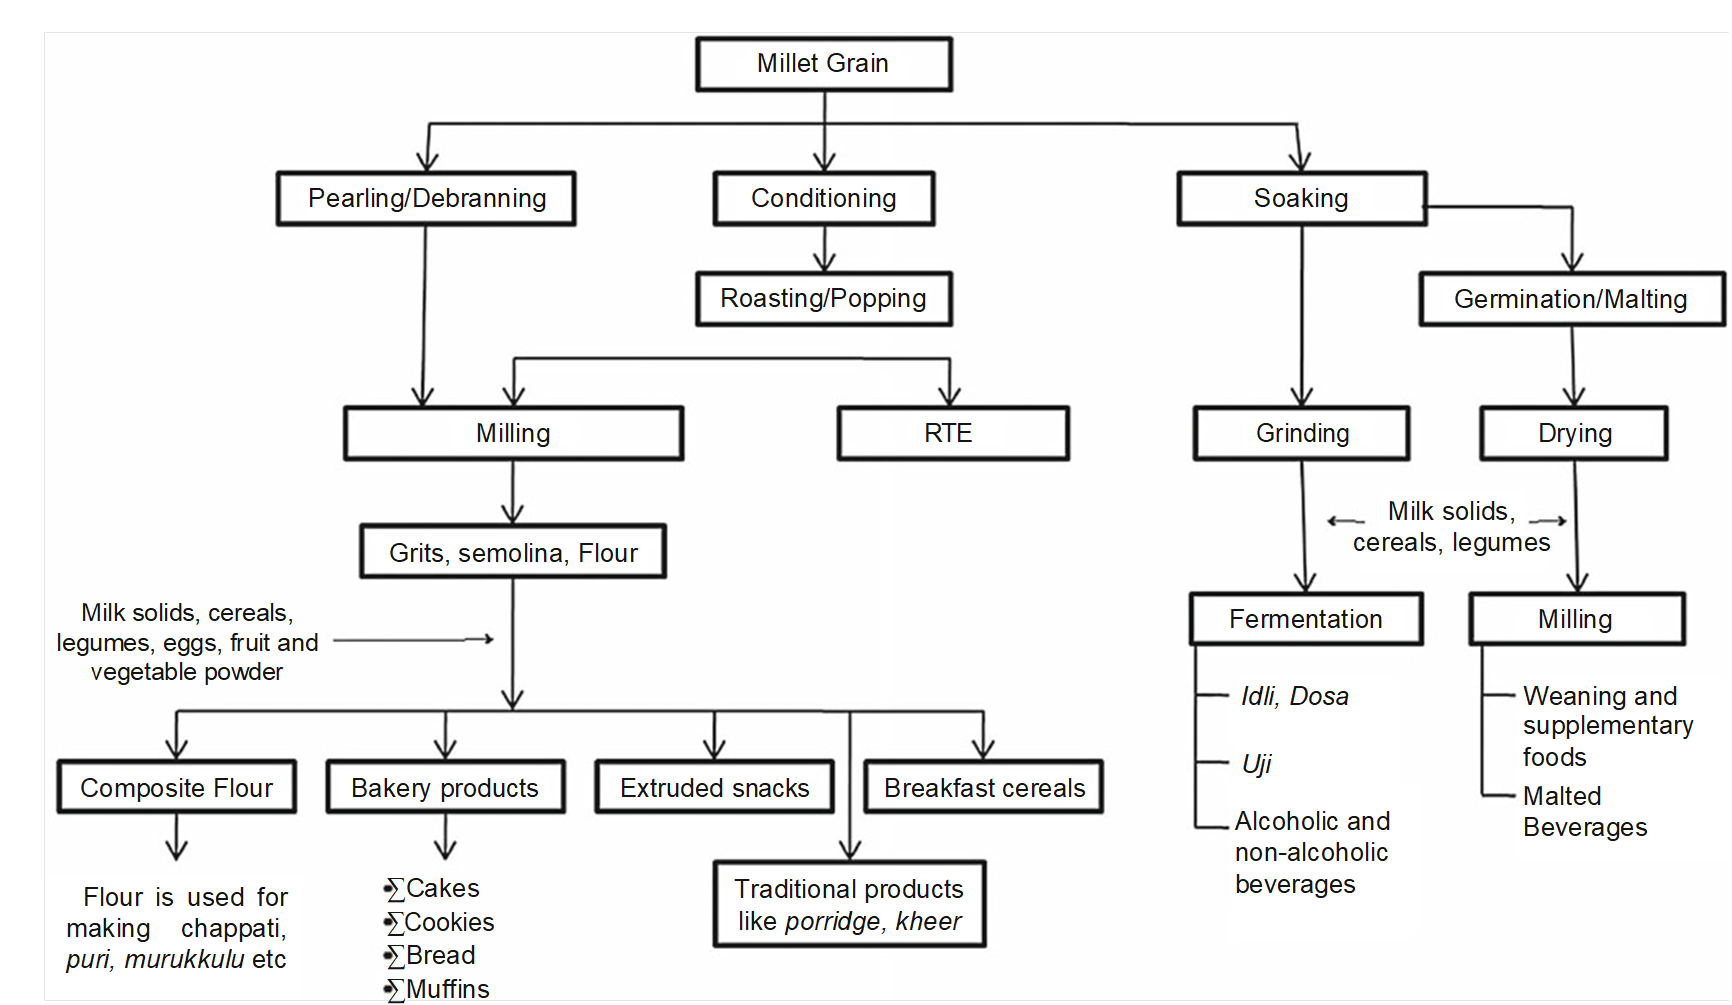 Millet Grain
Pearling/Debranning
Conditioning
Soaking
Roasting/Popping
Germination/Malting
Milling
RTE
Grinding
Drying
Milk solids,
cereals, legumes
Grits, semolina, Flour
Milk solids, cereals,
legumes, eggs, fruit and
vegetable powder
Fermentation
Milling
Idli, Dosa
Uji
Alcoholic and
non-alcoholic
beverages
Weaning and
supplementary
foods
Malted
Beverages
Composite Flour
Bakery products
Extruded snacks
Breakfast cereals
Flour is used for
making chappati,
puri, murukkulu etc
•∑Cakes
•∑Cookies
•∑Bread
•∑Muffins
Traditional products
like porridge, kheer